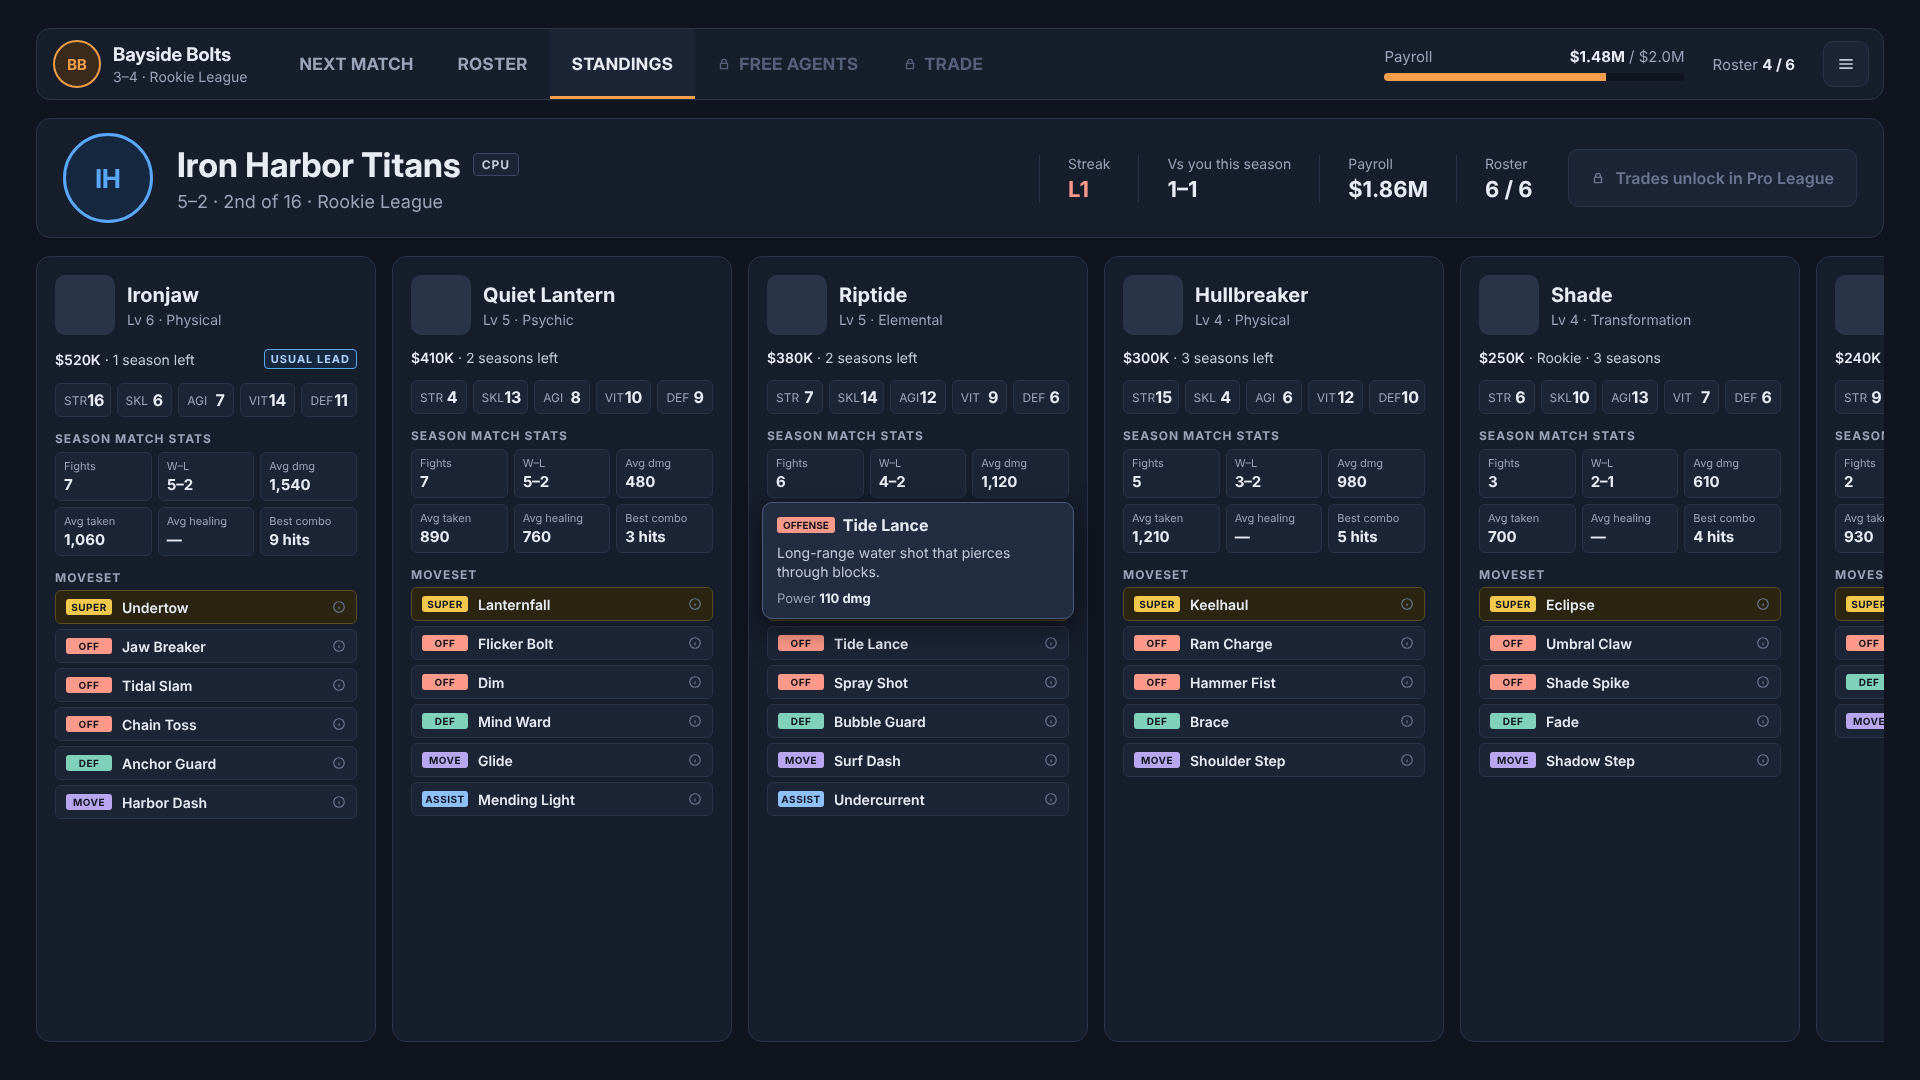 BB
Bayside Bolts
3–4 · Rookie League
NEXT MATCH
ROSTER
STANDINGS
FREE AGENTS
TRADE
Payroll
$1.48M / $2.0M
Roster 4 / 6
IH
Iron Harbor Titans
CPU
5–2 · 2nd of 16 · Rookie League
Streak
L1
Vs you this season
1–1
Payroll
$1.86M
Roster
6 / 6
Trades unlock in Pro League
Ironjaw
Lv 6 · Physical
$520K · 1 season left
USUAL LEAD
STR 16
SKL 6
AGI 7
VIT 14
DEF 11
SEASON MATCH STATS
Fights
7
W–L
5–2
Avg dmg
1,540
Avg taken
1,060
Avg healing
—
Best combo
9 hits
MOVESET
SUPER Undertow
OFF Jaw Breaker
OFF Tidal Slam
OFF Chain Toss
DEF Anchor Guard
MOVE Harbor Dash
Quiet Lantern
Lv 5 · Psychic
$410K · 2 seasons left
STR 4
SKL 13
AGI 8
VIT 10
DEF 9
SEASON MATCH STATS
Fights
7
W–L
5–2
Avg dmg
480
Avg taken
890
Avg healing
760
Best combo
3 hits
MOVESET
SUPER Lanternfall
OFF Flicker Bolt
OFF Dim
DEF Mind Ward
MOVE Glide
ASSIST Mending Light
Riptide
Lv 5 · Elemental
$380K · 2 seasons left
STR 7
SKL 14
AGI 12
VIT 9
DEF 6
SEASON MATCH STATS
Fights
6
W–L
4–2
Avg dmg
1,120
OFFENSE Tide Lance
Long-range water shot that pierces
through blocks.
Power 110 dmg
OFF Tide Lance
OFF Spray Shot
DEF Bubble Guard
MOVE Surf Dash
ASSIST Undercurrent
Hullbreaker
Lv 4 · Physical
$300K · 3 seasons left
STR 15
SKL 4
AGI 6
VIT 12
DEF 10
SEASON MATCH STATS
Fights
5
W–L
3–2
Avg dmg
980
Avg taken
1,210
Avg healing
—
Best combo
5 hits
MOVESET
SUPER Keelhaul
OFF Ram Charge
OFF Hammer Fist
DEF Brace
MOVE Shoulder Step
Shade
Lv 4 · Transformation
$250K · Rookie · 3 seasons
STR 6
SKL 10
AGI 13
VIT 7
DEF 6
SEASON MATCH STATS
Fights
3
W–L
2–1
Avg dmg
610
Avg taken
700
Avg healing
—
Best combo
4 hits
MOVESET
SUPER Eclipse
OFF Umbral Claw
OFF Shade Spike
DEF Fade
MOVE Shadow Step
$240K
STR 9
SEASO
Fights
2
Avg tak
930
MOVES
SUPER
OFF
DEF
MOVE